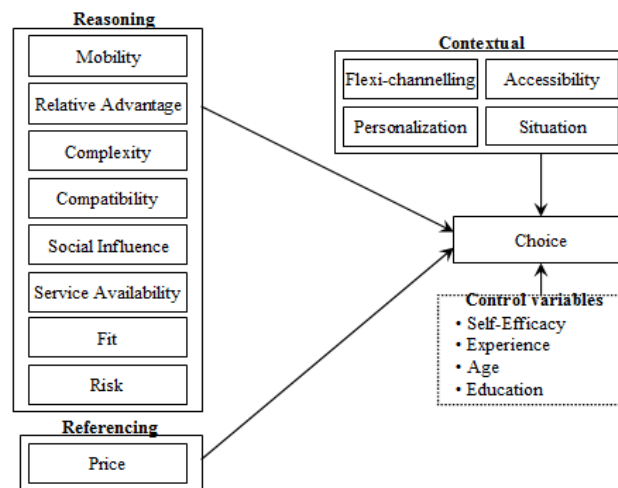 Reasoning
Mobility
Relative Advantage
Complexity
Compatibility
Social Influence
Service Availability
Fit
Risk
Referencing
Price
Contextual
Flexi-channelling
Accessibility
Personalization
Situation
Choice
Control variables
• Self-Efficacy
• Experience
• Age
• Education